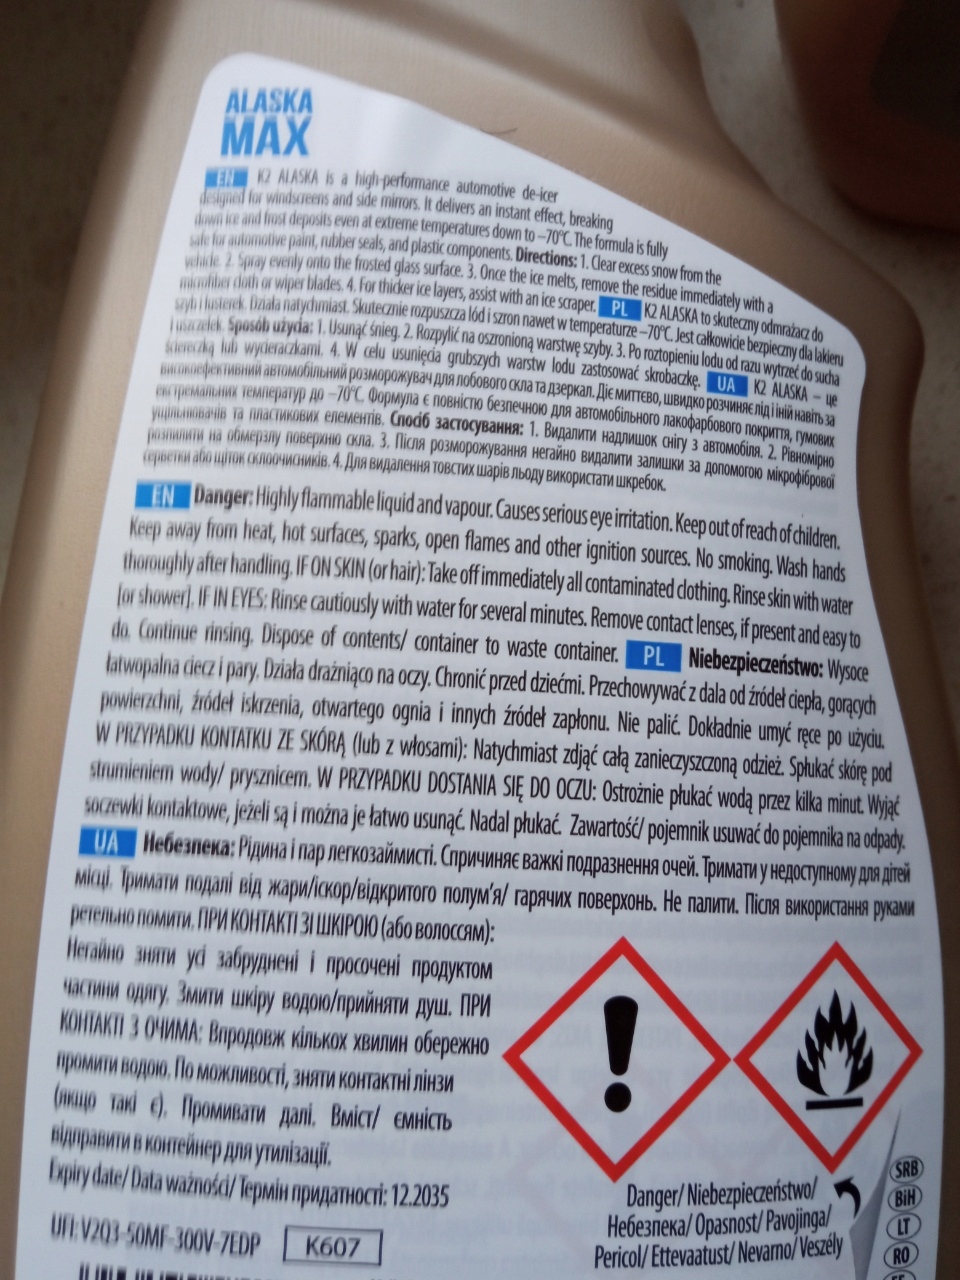 ALASKA
MAX
EN K2 ALASKA is a high-performance automotive de-icer
designed for windscreens and side mirrors. It delivers an instant effect, breaking
down ice and frost deposits even at extreme temperatures down to –70°C. The formula is fully
safe for automotive paint, rubber seals, and plastic components. Directions: 1. Clear excess snow from the
vehicle. 2. Spray evenly onto the frosted glass surface. 3. Once the ice melts, remove the residue immediately with a
microfiber cloth or wiper blades. 4. For thicker ice layers, assist with an ice scraper. PL K2 ALASKA to skuteczny odmrażacz do
szyb i lusterek. Działa natychmiast. Skutecznie rozpuszcza lód i szron nawet w temperaturze –70°C. Jest całkowicie bezpieczny dla lakieru
i uszczelek. Sposób użycia: 1. Usunąć śnieg. 2. Rozpylić na oszronioną warstwę szyby. 3. Po roztopieniu lodu od razu wytrzeć do sucha
ściereczką lub wycieraczkami. 4. W celu usunięcia grubszych warstw lodu zastosować skrobaczkę. UA K2 ALASKA – це
високоефективний автомобільний розморожувач для лобового скла та дзеркал. Діє миттєво, швидко розчиняє лід і іній навіть за
екстремальних температур до –70°C. Формула є повністю безпечною для автомобільного лакофарбового покриття, гумових
ущільнювачів та пластикових елементів. Спосіб застосування: 1. Видалити надлишок снігу з автомобіля. 2. Рівномірно
розпилити на обмерзлу поверхню скла. 3. Після розморожування негайно видалити залишки за допомогою мікрофібрової
серветки або щіток склоочисників. 4. Для видалення товстих шарів льоду використати шкребок.
EN Danger: Highly flammable liquid and vapour. Causes serious eye irritation. Keep out of reach of children.
Keep away from heat, hot surfaces, sparks, open flames and other ignition sources. No smoking. Wash hands
thoroughly after handling. IF ON SKIN (or hair): Take off immediately all contaminated clothing. Rinse skin with water
[or shower]. IF IN EYES: Rinse cautiously with water for several minutes. Remove contact lenses, if present and easy to
do. Continue rinsing. Dispose of contents/ container to waste container. PL Niebezpieczeństwo: Wysoce
łatwopalna ciecz i pary. Działa drażniąco na oczy. Chronić przed dziećmi. Przechowywać z dala od źródeł ciepła, gorących
powierzchni, źródeł iskrzenia, otwartego ognia i innych źródeł zapłonu. Nie palić. Dokładnie umyć ręce po użyciu.
W PRZYPADKU KONTAKTU ZE SKÓRĄ (lub z włosami): Natychmiast zdjąć całą zanieczyszczoną odzież. Spłukać skórę pod
strumieniem wody/ prysznicem. W PRZYPADKU DOSTANIA SIĘ DO OCZU: Ostrożnie płukać wodą przez kilka minut. Wyjąć
soczewki kontaktowe, jeżeli są i można je łatwo usunąć. Nadal płukać. Zawartość/ pojemnik usuwać do pojemnika na odpady.
UA Небезпека: Рідина і пар легкозаймисті. Спричиняє важкі подразнення очей. Тримати у недоступному для дітей
місці. Тримати подалі від жари/іскор/відкритого полум'я/ гарячих поверхонь. Не палити. Після використання руками
ретельно помити. ПРИ КОНТАКТІ ЗІ ШКІРОЮ (або волоссям):
Негайно зняти усі забруднені і просочені продуктом
частини одягу. Змити шкіру водою/прийняти душ. ПРИ
КОНТАКТІ З ОЧИМА: Впродовж кількох хвилин обережно
промити водою. По можливості, зняти контактні лінзи
(якщо такі є). Промивати далі. Вміст/ ємність
відправити в контейнер для утилізації.
Expiry date/ Data ważności/ Термін придатності: 12.2035
UFI: V2Q3-50MF-300V-7EDP K607
Danger/ Niebezpieczeństwo/
Небезпека/ Opasnost/ Pavojinga/
Pericol/ Ettevaatust/ Nevarno/ Veszély
SRB
BiH
LT
RO